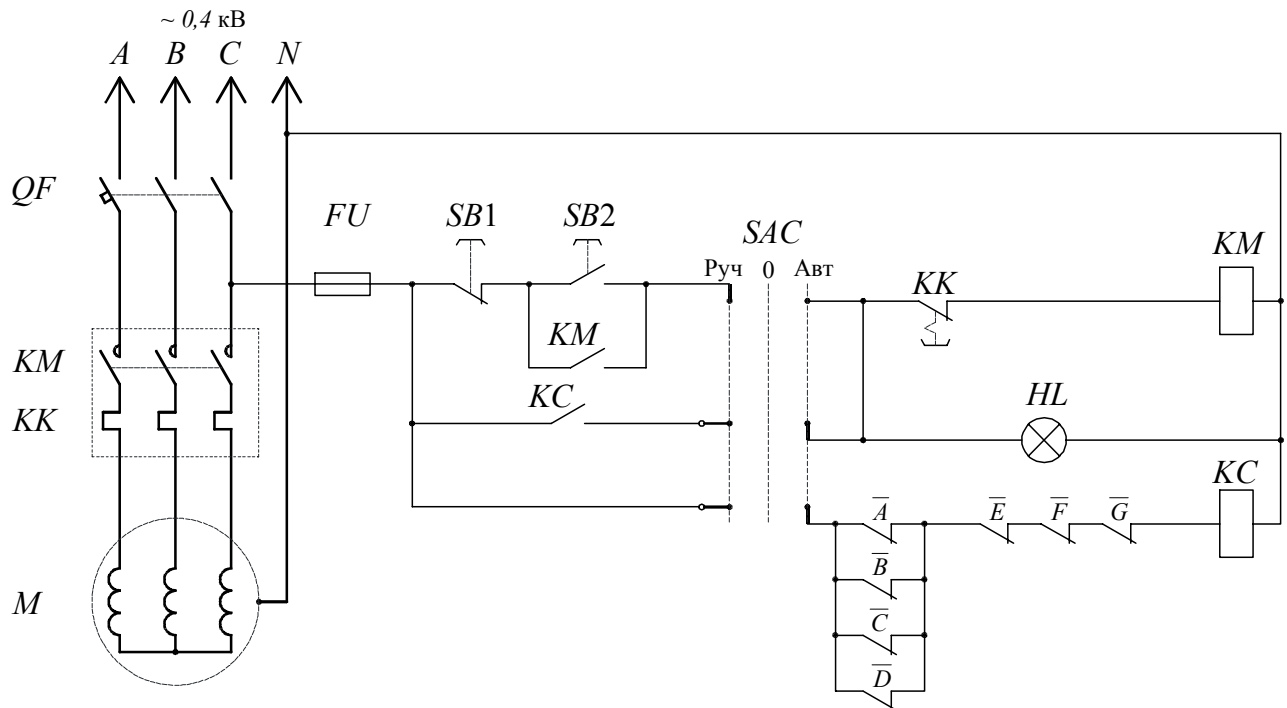 ~ 0,4 кВ
A B C N
QF
FU SB1 SB2 SAC
Руч 0 Авт
KM
KK
KM
KM
KC
HL
KK
KC
A̅ E̅ F̅ G̅
B̅
M
C̅
D̅